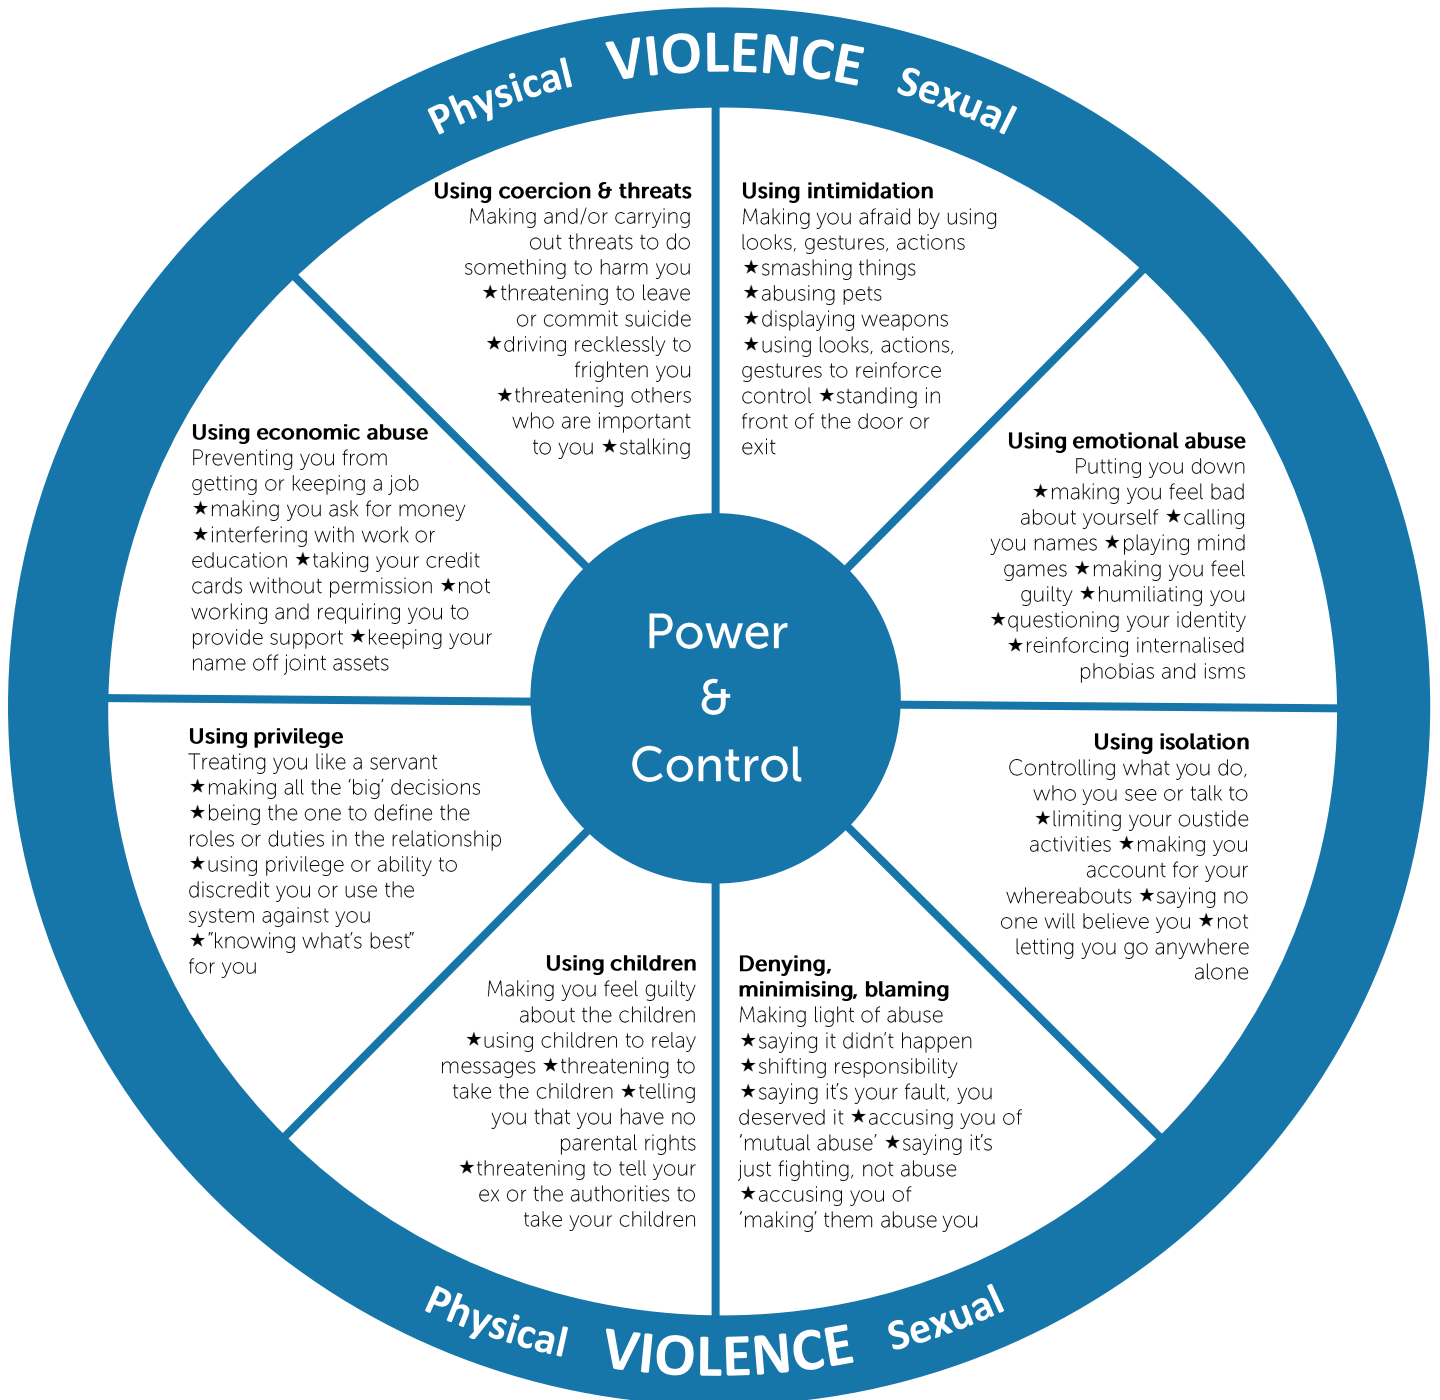 Physical VIOLENCE Sexual
Using coercion & threats
Making and/or carrying
out threats to do
something to harm you
★threatening to leave
or commit suicide
★driving recklessly to
frighten you
★threatening others
who are important
to you ★stalking
Using intimidation
Making you afraid by using
looks, gestures, actions
★smashing things
★abusing pets
★displaying weapons
★using looks, actions,
gestures to reinforce
control ★standing in
front of the door or
exit
Using economic abuse
Preventing you from
getting or keeping a job
★making you ask for money
★interfering with work or
education ★taking your credit
cards without permission ★not
working and requiring you to
provide support ★keeping your
name off joint assets
Using emotional abuse
Putting you down
★making you feel bad
about yourself ★calling
you names ★playing mind
games ★making you feel
guilty ★humiliating you
★questioning your identity
★reinforcing internalised
phobias and isms
Power
&
Control
Using privilege
Treating you like a servant
★making all the ‘big’ decisions
★being the one to define the
roles or duties in the relationship
★using privilege or ability to
discredit you or use the
system against you
★“knowing what’s best”
for you
Using isolation
Controlling what you do,
who you see or talk to
★limiting your oustide
activities ★making you
account for your
whereabouts ★saying no
one will believe you ★not
letting you go anywhere
alone
Using children
Making you feel guilty
about the children
★using children to relay
messages ★threatening to
take the children ★telling
you that you have no
parental rights
★threatening to tell your
ex or the authorities to
take your children
Denying,
minimising, blaming
Making light of abuse
★saying it didn’t happen
★shifting responsibility
★saying it’s your fault, you
deserved it ★accusing you of
‘mutual abuse’ ★saying it’s
just fighting, not abuse
★accusing you of
‘making’ them abuse you
Physical VIOLENCE Sexual